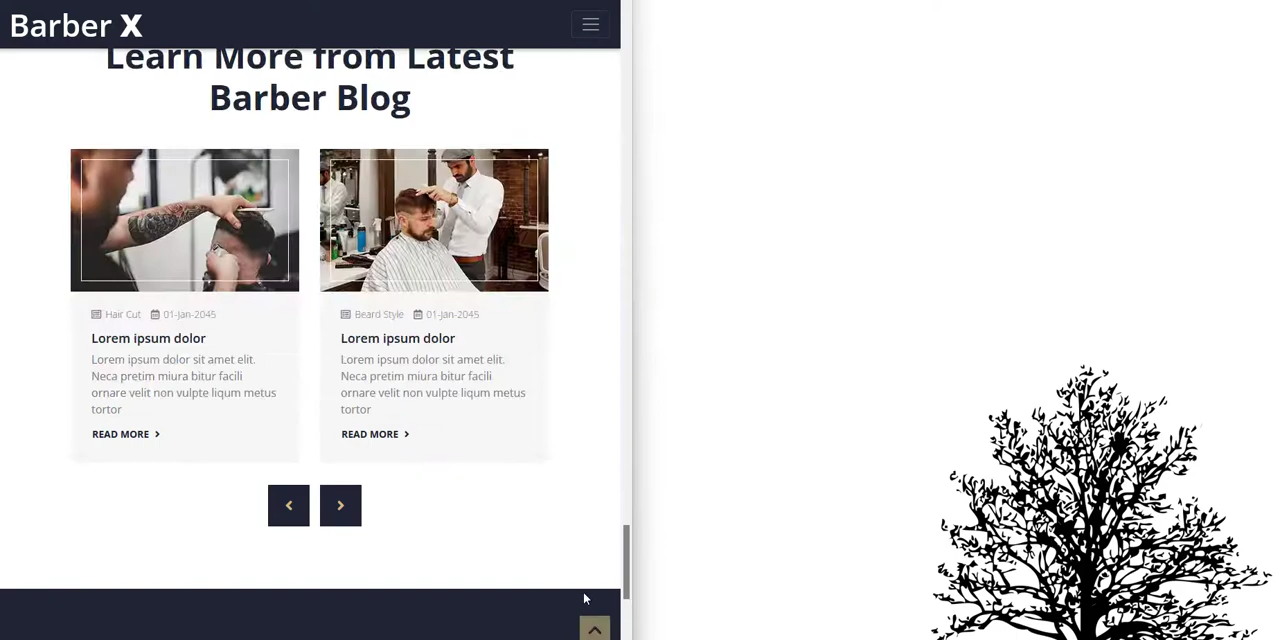 Barber X
Learn More from Latest
Barber Blog
Hair Cut 01-Jan-2045
Lorem ipsum dolor
Lorem ipsum dolor sit amet elit.
Neca pretim miura bitur facili
ornare velit non vulpte liqum metus
tortor
READ MORE
Beard Style 01-Jan-2045
Lorem ipsum dolor
Lorem ipsum dolor sit amet elit.
Neca pretim miura bitur facili
ornare velit non vulpte liqum metus
tortor
READ MORE